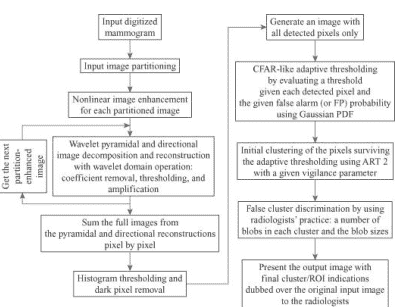 Input digitized
mammogram
Input image partitioning
Nonlinear image enhancement
for each partitioned image
Get the next
partition-
enhanced
image
Wavelet pyramidal and directional
image decomposition and reconstruction
with wavelet domain operation:
coefficient removal, thresholding, and
amplification
Sum the full images from
the pyramidal and directional reconstructions
pixel by pixel
Histogram thresholding and
dark pixel removal
Generate an image with
all detected pixels only
CFAR-like adaptive thresholding
by evaluating a threshold
given each detected pixel and
the given false alarm (or FP) probability
using Gaussian PDF
Initial clustering of the pixels surviving
the adaptive thresholding using ART 2
with a given vigilance parameter
False cluster discrimination by using
radiologists' practice: a number of
blobs in each cluster and the blob sizes
Present the output image with
final cluster/ROI indications
dubbed over the original input image
to the radiologists